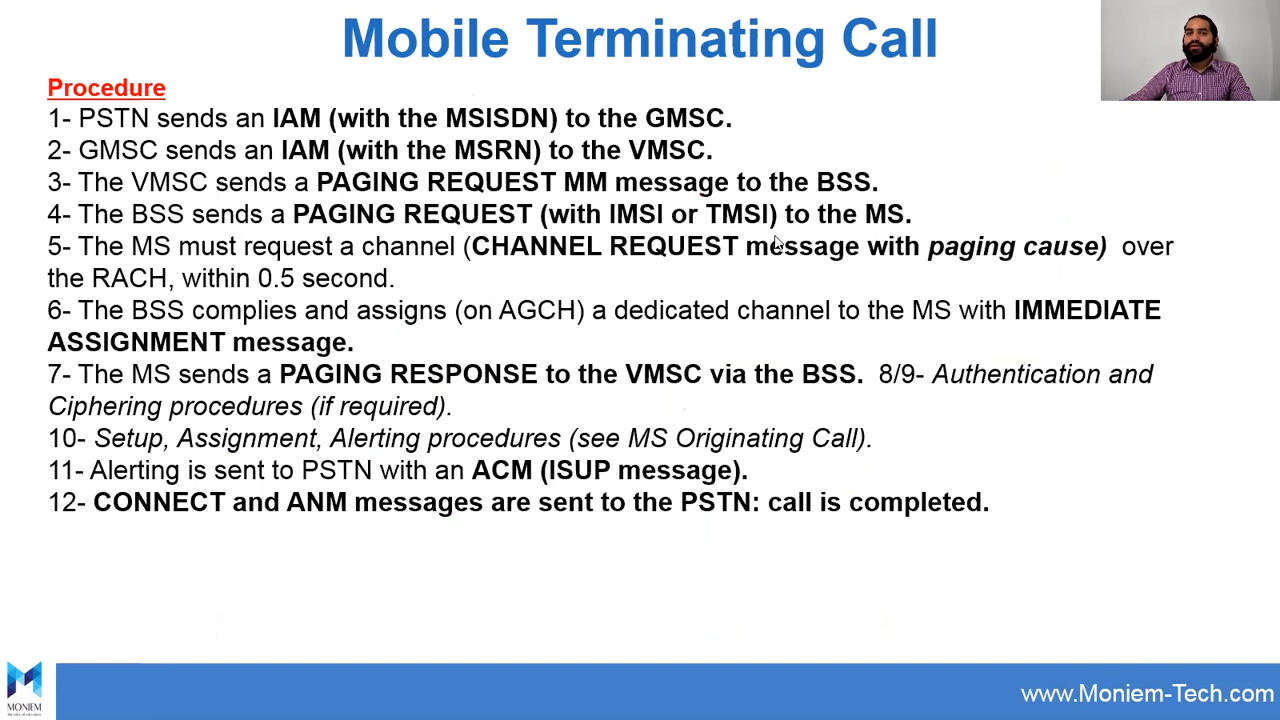 Mobile Terminating Call
Procedure
1- PSTN sends an IAM (with the MSISDN) to the GMSC.
2- GMSC sends an IAM (with the MSRN) to the VMSC.
3- The VMSC sends a PAGING REQUEST MM message to the BSS.
4- The BSS sends a PAGING REQUEST (with IMSI or TMSI) to the MS.
5- The MS must request a channel (CHANNEL REQUEST message with paging cause) over
the RACH, within 0.5 second.
6- The BSS complies and assigns (on AGCH) a dedicated channel to the MS with IMMEDIATE
ASSIGNMENT message.
7- The MS sends a PAGING RESPONSE to the VMSC via the BSS. 8/9- Authentication and
Ciphering procedures (if required).
10- Setup, Assignment, Alerting procedures (see MS Originating Call).
11- Alerting is sent to PSTN with an ACM (ISUP message).
12- CONNECT and ANM messages are sent to the PSTN: call is completed.
MONIEM
www.Moniem-Tech.com